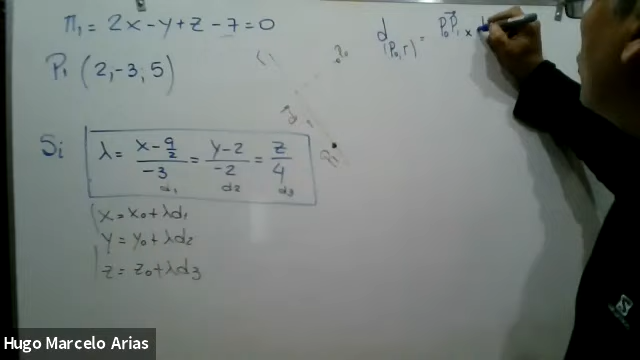 Π₁ = 2x - y + z - 7 = 0
P₁ (2, -3, 5)
d(P₀, r) = P₀P₁ x
Si λ = (x - 9/2)/-3 = (y - 2)/-2 = z/4
d₁ d₂ d₃
x = x₀ + λd₁
y = y₀ + λd₂
z = z₀ + λd₃
Hugo Marcelo Arias